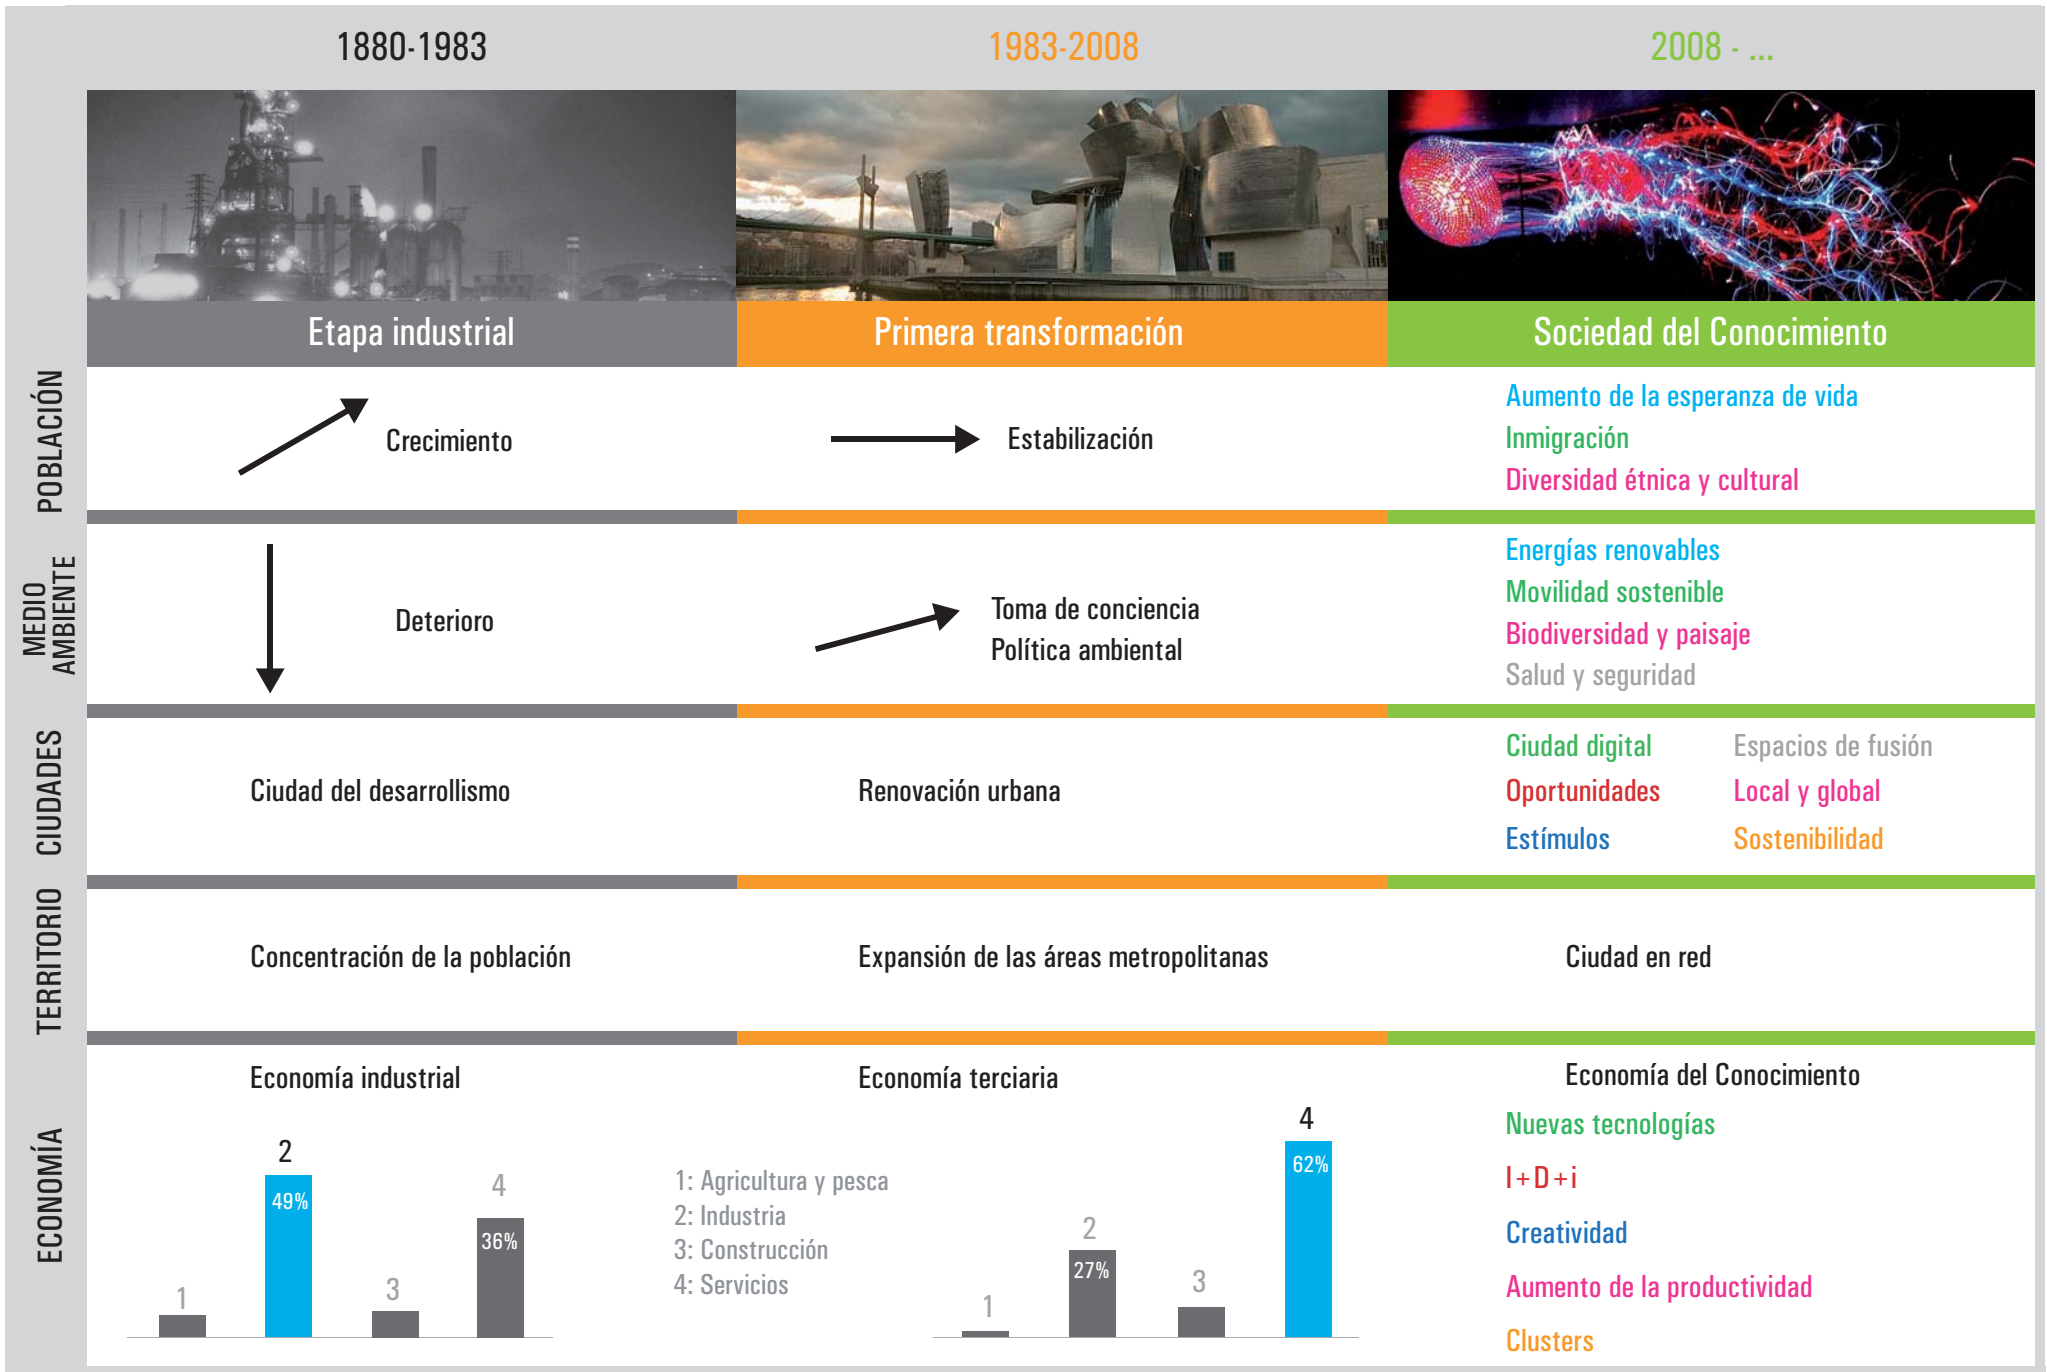 1880-1983
1983-2008
2008 - ...
Etapa industrial
Primera transformación
Sociedad del Conocimiento
POBLACIÓN
Crecimiento
Estabilización
Aumento de la esperanza de vida
Inmigración
Diversidad étnica y cultural
MEDIO
AMBIENTE
Deterioro
Toma de conciencia
Política ambiental
Energías renovables
Movilidad sostenible
Biodiversidad y paisaje
Salud y seguridad
CIUDADES
Ciudad del desarrollismo
Renovación urbana
Ciudad digital
Espacios de fusión
Oportunidades
Local y global
Estímulos
Sostenibilidad
TERRITORIO
Concentración de la población
Expansión de las áreas metropolitanas
Ciudad en red
ECONOMÍA
Economía industrial
1
2
49%
3
4
36%
1: Agricultura y pesca
2: Industria
3: Construcción
4: Servicios
Economía terciaria
1
2
27%
3
4
62%
Economía del Conocimiento
Nuevas tecnologías
I+D+i
Creatividad
Aumento de la productividad
Clusters